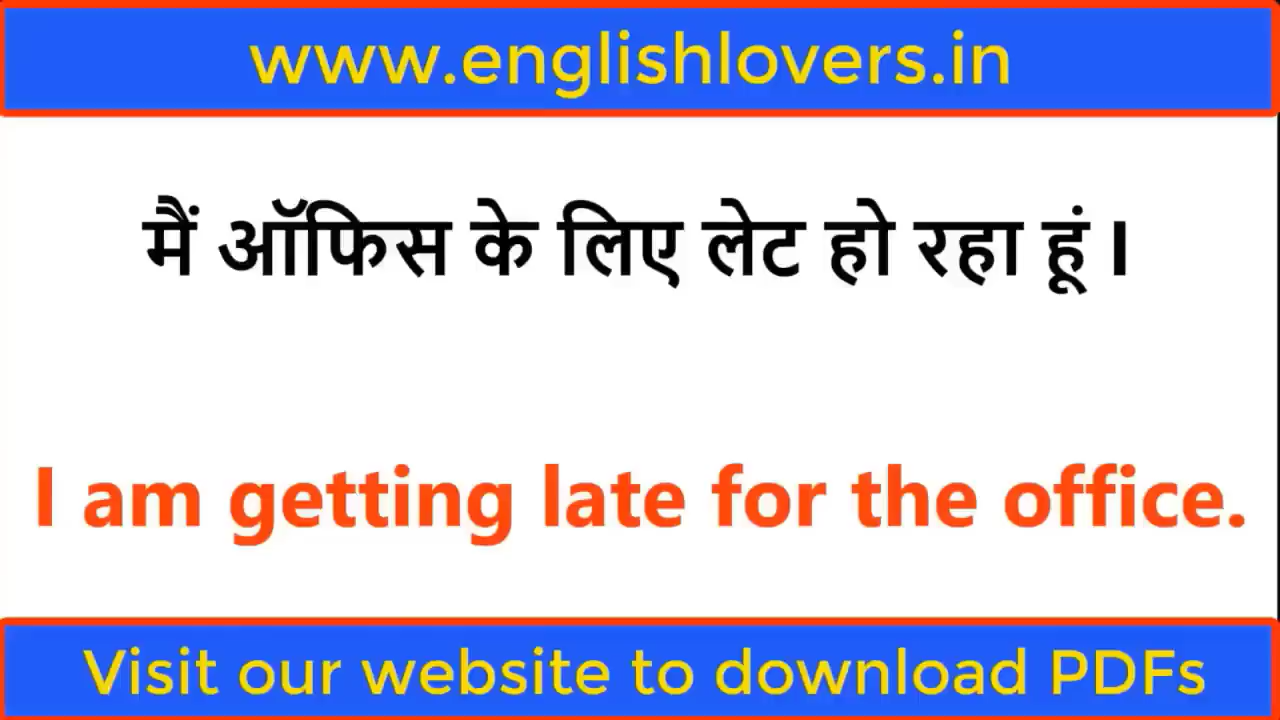 www.englishlovers.in
मैं ऑफिस के लिए लेट हो रहा हूं।
I am getting late for the office.
Visit our website to download PDFs